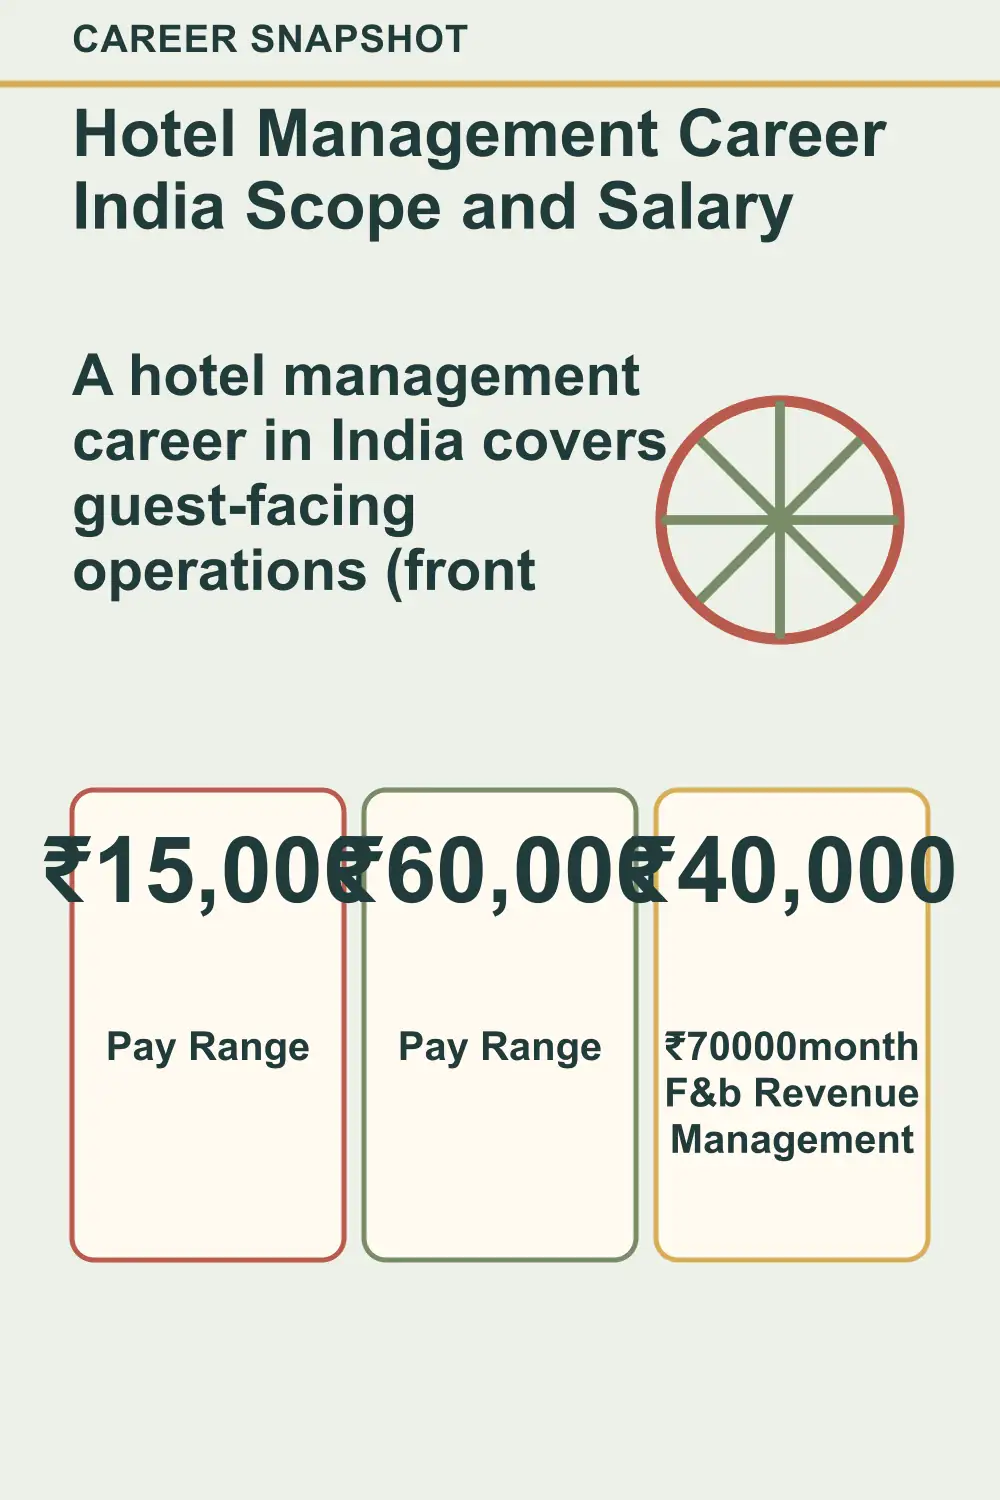 CAREER SNAPSHOT
Hotel Management Career
India Scope and Salary
A hotel management
career in India covers
guest-facing
operations (front
₹15,000
₹60,000
₹40,000
Pay Range
Pay Range
₹70000month
F&b Revenue
Management